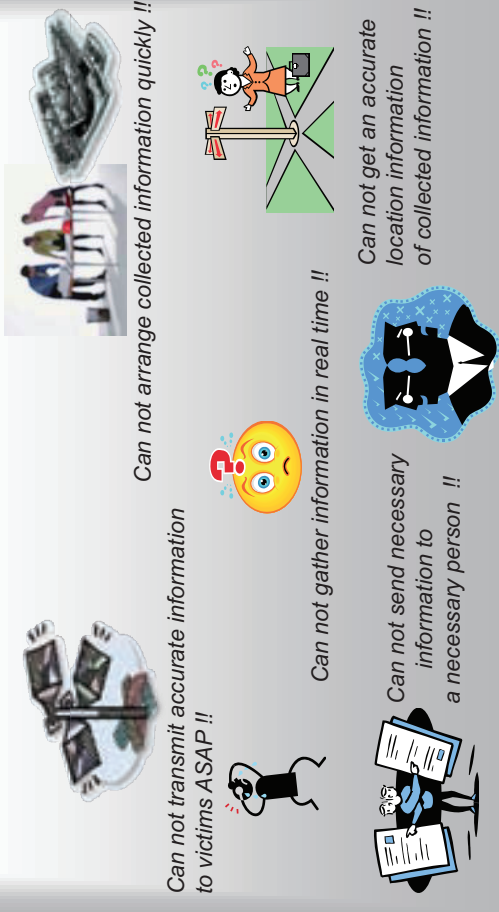 Can not transmit accurate information
to victims ASAP !!
Can not arrange collected information quickly !!
Can not gather information in real time !!
Can not send necessary
information to
a necessary person !!
Can not get an accurate
location information
of collected information !!